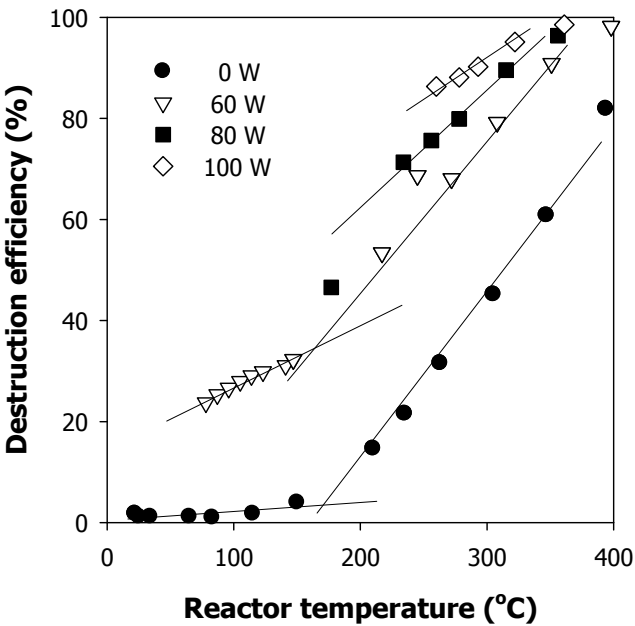 100
80
60
40
20
0
Destruction efficiency (%)
0 W
60 W
80 W
100 W
0 100 200 300 400
Reactor temperature (°C)